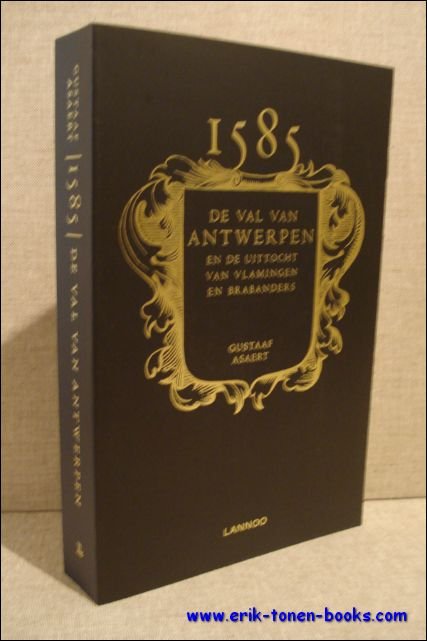 GUSTAAF
ASAERT
|1585|
DE VAL VAN ANTWERPEN
1585
DE VAL VAN
ANTWERPEN
EN DE UITTOCHT
VAN VLAMINGEN
EN BRABANDERS
GUSTAAF
ASAERT
LANNOO
www.erik-tonen-books.com